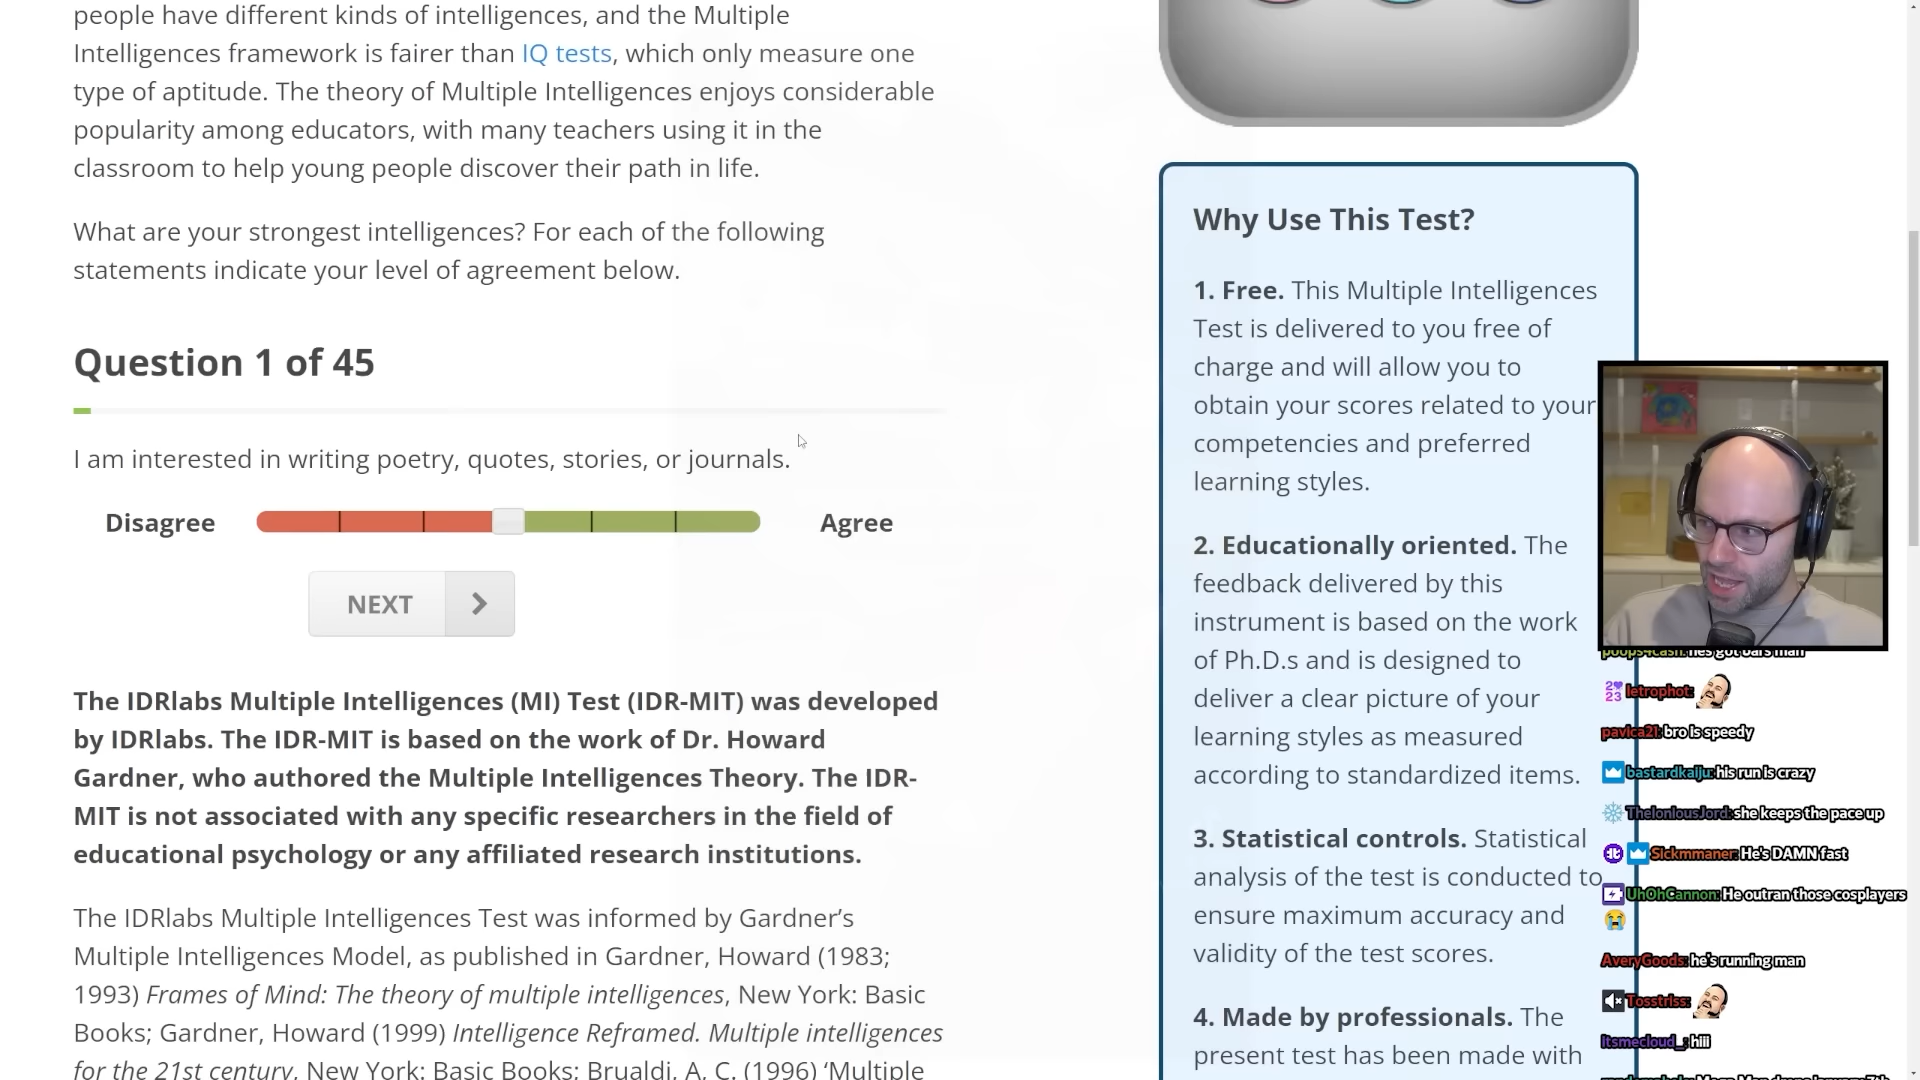 people have different kinds of intelligences, and the Multiple
Intelligences framework is fairer than IQ tests, which only measure one
type of aptitude. The theory of Multiple Intelligences enjoys considerable
popularity among educators, with many teachers using it in the
classroom to help young people discover their path in life.
What are your strongest intelligences? For each of the following
statements indicate your level of agreement below.
Question 1 of 45
I am interested in writing poetry, quotes, stories, or journals.
Disagree
Agree
NEXT
The IDRlabs Multiple Intelligences (MI) Test (IDR-MIT) was developed
by IDRlabs. The IDR-MIT is based on the work of Dr. Howard
Gardner, who authored the Multiple Intelligences Theory. The IDR-
MIT is not associated with any specific researchers in the field of
educational psychology or any affiliated research institutions.
The IDRlabs Multiple Intelligences Test was informed by Gardner’s
Multiple Intelligences Model, as published in Gardner, Howard (1983;
1993) Frames of Mind: The theory of multiple intelligences, New York: Basic
Books; Gardner, Howard (1999) Intelligence Reframed. Multiple intelligences
for the 21st century, New York: Basic Books; Brualdi, A, C. (1996) ‘Multiple
Why Use This Test?
1. Free. This Multiple Intelligences
Test is delivered to you free of
charge and will allow you to
obtain your scores related to your
competencies and preferred
learning styles.
2. Educationally oriented. The
feedback delivered by this
instrument is based on the work
of Ph.D.s and is designed to
deliver a clear picture of your
learning styles as measured
according to standardized items.
3. Statistical controls. Statistical
analysis of the test is conducted to
ensure maximum accuracy and
validity of the test scores.
4. Made by professionals. The
present test has been made with
poops4cash: hes got bars man
letrophot:
pavica21: bro is speedy
bastardkaiju: his run is crazy
TheloniousJord: she keeps the pace up
Sickmmaner: He's DAMN fast
UhOhCannon: He outran those cosplayers
AveryGoods: he's running man
Tosstriss:
Itsmecloud_: hiii